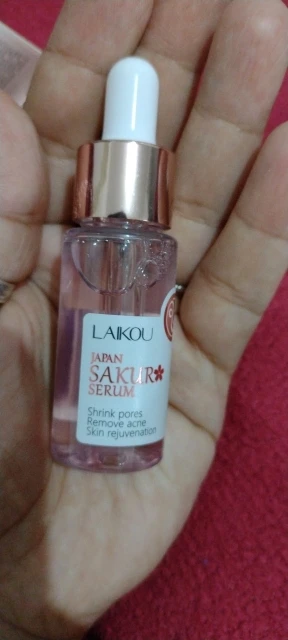 LAIKOU
JAPAN
SAKUR
SERUM
Shrink pores
Remove acne
Skin rejuvenation